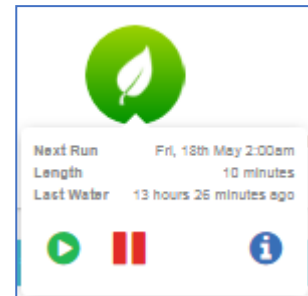 Next Run Fri, 18th May 2:00am
Length 10 minutes
Last Water 13 hours 26 minutes ago